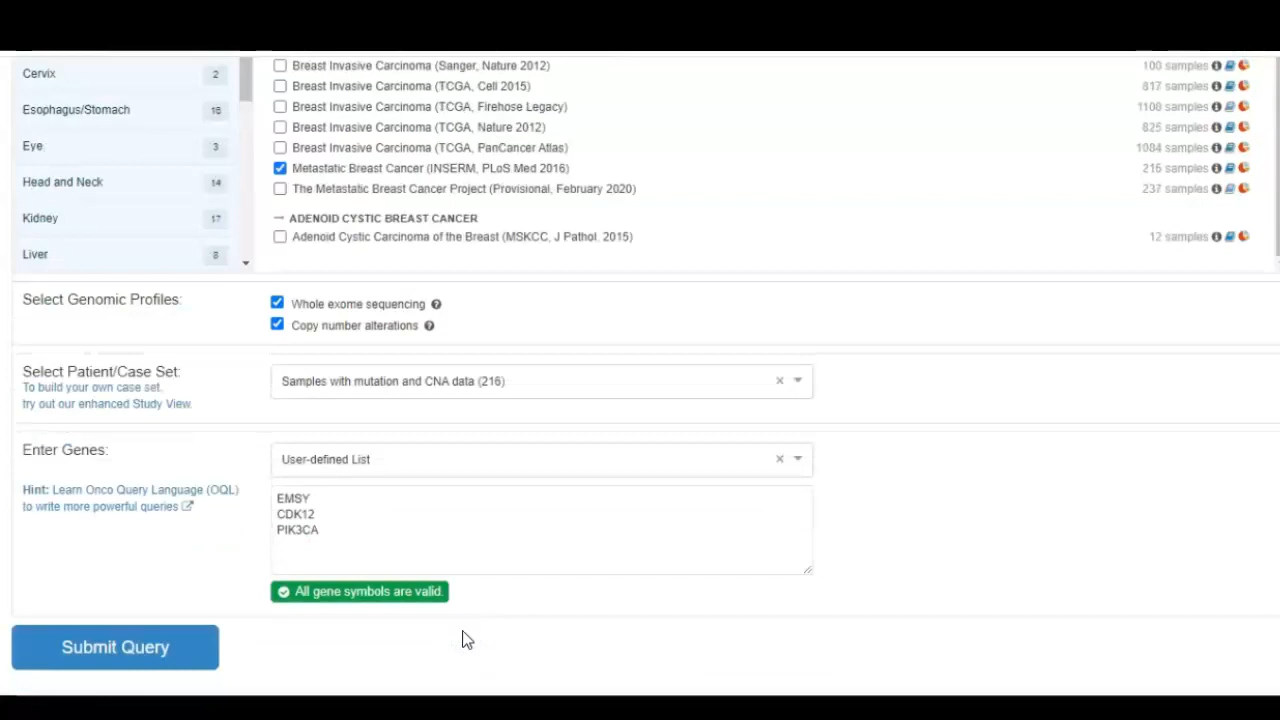 Cervix 2
Esophagus/Stomach 16
Eye 3
Head and Neck 14
Kidney 17
Liver 8
Breast Invasive Carcinoma (Sanger, Nature 2012) 100 samples
Breast Invasive Carcinoma (TCGA, Cell 2015) 817 samples
Breast Invasive Carcinoma (TCGA, Firehose Legacy) 1108 samples
Breast Invasive Carcinoma (TCGA, Nature 2012) 825 samples
Breast Invasive Carcinoma (TCGA, PanCancer Atlas) 1084 samples
Metastatic Breast Cancer (INSERM, PLoS Med 2016) 216 samples
The Metastatic Breast Cancer Project (Provisional, February 2020) 237 samples
ADENOID CYSTIC BREAST CANCER
Adenoid Cystic Carcinoma of the Breast (MSKCC, J Pathol. 2015) 12 samples
Select Genomic Profiles:
Whole exome sequencing
Copy number alterations
Select Patient/Case Set:
To build your own case set,
try out our enhanced Study View.
Samples with mutation and CNA data (216)
Enter Genes:
Hint: Learn Onco Query Language (OQL)
to write more powerful queries
User-defined List
EMSY
CDK12
PIK3CA
All gene symbols are valid.
Submit Query